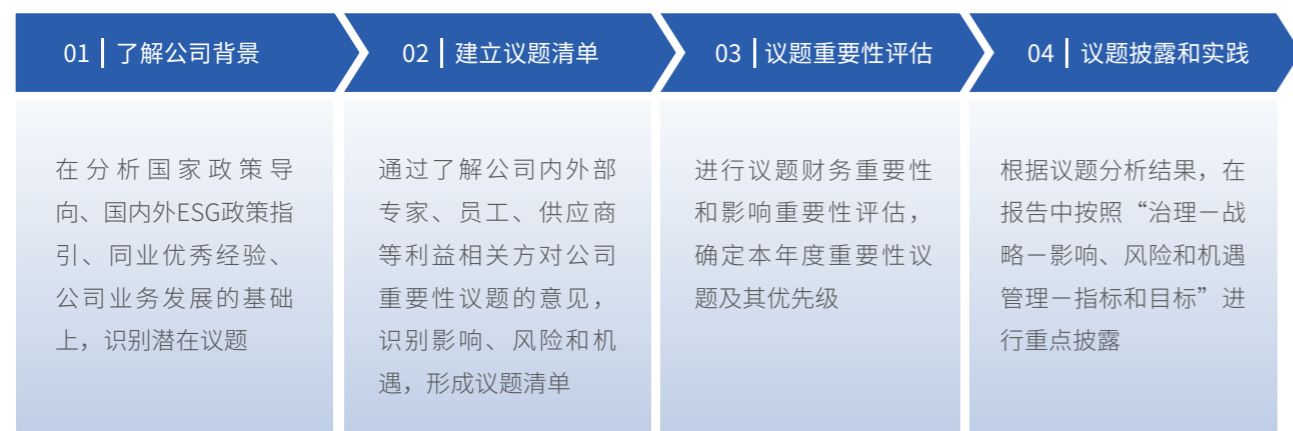 01 | 了解公司背景
02 | 建立议题清单
03 | 议题重要性评估
04 | 议题披露和实践
在分析国家政策导
向、国内外ESG政策指
引、同业优秀经验、
公司业务发展的基础
上，识别潜在议题
通过了解公司内外部
专家、员工、供应商
等利益相关方对公司
重要性议题的意见，
识别影响、风险和机
遇，形成议题清单
进行议题财务重要性
和影响重要性评估，
确定本年度重要性议
题及其优先级
根据议题分析结果，在
报告中按照“治理－战
略－影响、风险和机遇
管理－指标和目标”进
行重点披露